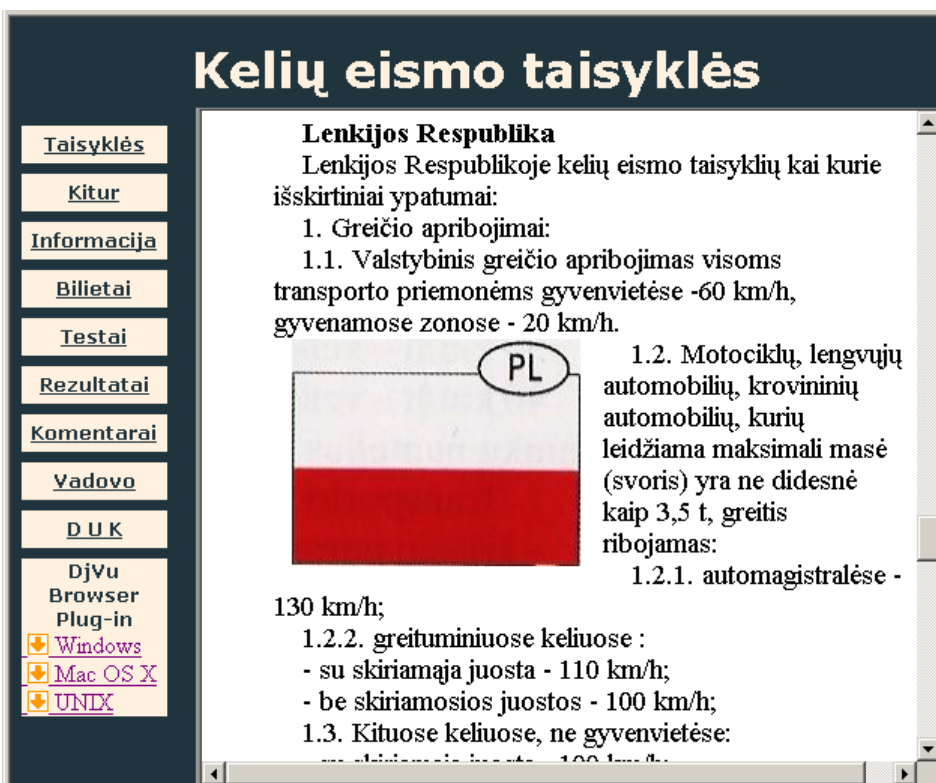 Kelių eismo taisyklės
Taisyklės
Kitur
Informacija
Bilietai
Testai
Rezultatai
Komentarai
Vadovo
D U K
DjVu
Browser
Plug-in
Windows
Mac OS X
UNIX
Lenkijos Respublika
Lenkijos Respublikoje kelių eismo taisyklių kai kurie
išskirtiniai ypatumai:
1. Greičio apribojimai:
1.1. Valstybinis greičio apribojimas visoms
transporto priemonėms gyvenvietėse -60 km/h,
gyvenamose zonose - 20 km/h.
PL
1.2. Motociklų, lengvųjų
automobilių, krovininių
automobilių, kurių
leidžiama maksimali masė
(svoris) yra ne didesnė
kaip 3,5 t, greitis
ribojamas:
1.2.1. automagistralėse -
130 km/h;
1.2.2. greituminiuose keliuose :
- su skiriamąja juosta - 110 km/h;
- be skiriamosios juostos - 100 km/h;
1.3. Kituose keliuose, ne gyvenvietėse: